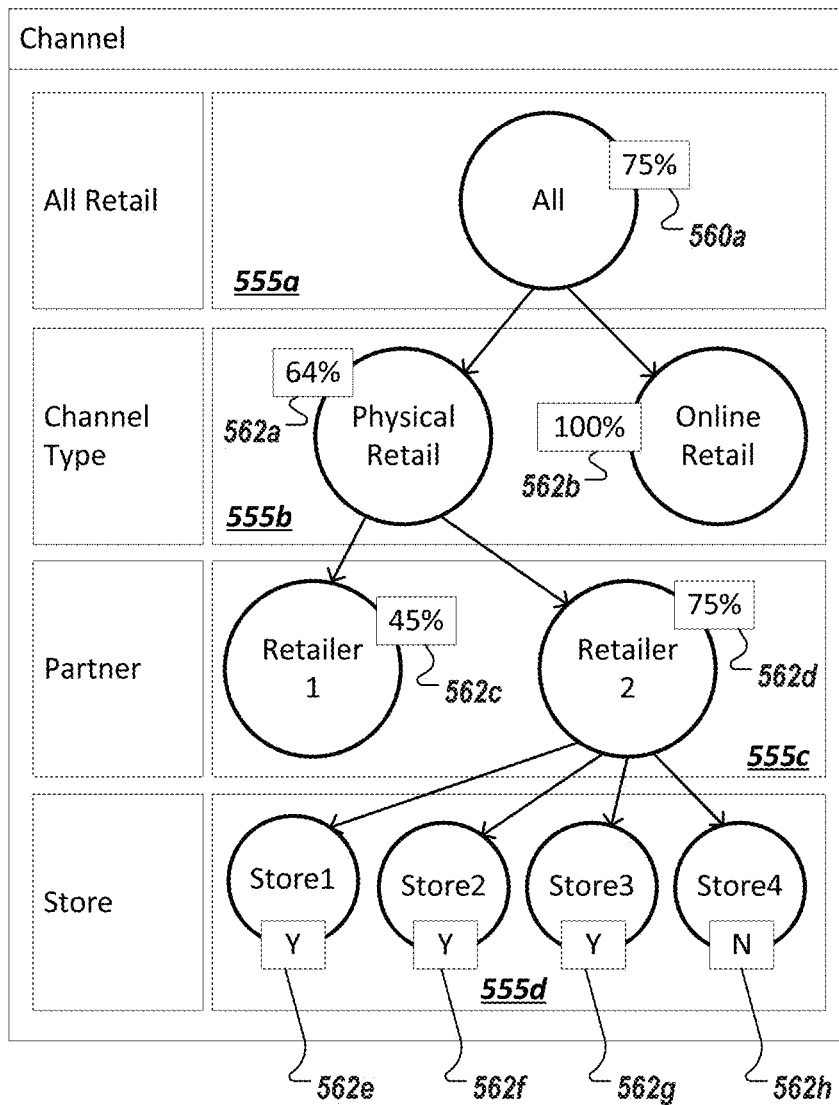 Channel
All Retail
All
75%
560a
555a
Channel
Type
64%
562a
Physical
Retail
100%
562b
Online
Retail
555b
Partner
Retailer
1
45%
562c
Retailer
2
75%
562d
555c
Store
Store1
Store2
Store3
Store4
Y
Y
Y
N
555d
562e
562f
562g
562h